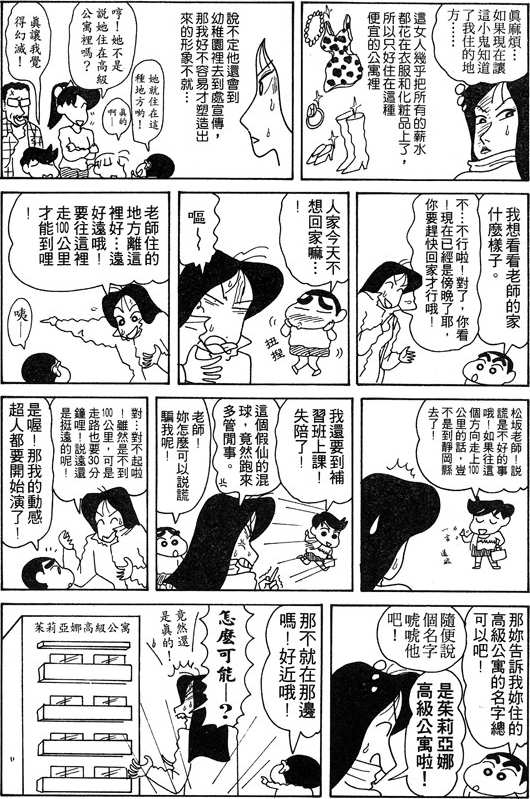 真麻煩…
如果現在讓
這小鬼知道
了我住的地
方……
這女人幾乎把所有的薪水
都花在衣服和化粧品上了，
所以只好住在這種
便宜的公寓裡
說不定他還會到
幼稚園裡去到處宣傳，
那我好不容易才塑造出
來的形象不就…
她就住在這
種地方喲！
真的
啊—
哼！她不是
說她住在高級
公寓裡嗎？
真讓我覺
得幻滅！
我想看看老師的家
什麼樣子。
不…不行啦！對了，你看
！現在已經是傍晚了耶，
你要趕快回家才行哦！
人家今天不
想回家嘛…
扭
捏
嘔～
老師住的
地方離這
裡好…遠
好遠哦！
要往這裡
走100公里
才能到哩
咦
松坂老師！說
謊是不好的事
哦！如果往這
個方向走上100
公里的話，豈
不是到靜岡縣
去了！
我還要到補
習班上課！
失陪了！
這個假仙的混
球，竟然跑來
多管閒事。
老師！
妳怎麼可以說謊
騙我呢！
對…對不起啦
！雖然是不到
100公里，可是
走路也要30分
鐘哩！說遠還
是挺遠的呢！
是喔！那我的動感
超人都要開始演了！
那妳告訴我妳住的
高級公寓的名字總
可以吧！
隨便說
個名字
唬唬他
吧！
是茱莉亞娜
高級公寓啦！
那不就在那邊
嗎！好近哦！
怎麼可能—？
竟然還
是真的！
茱莉亞娜高級公寓